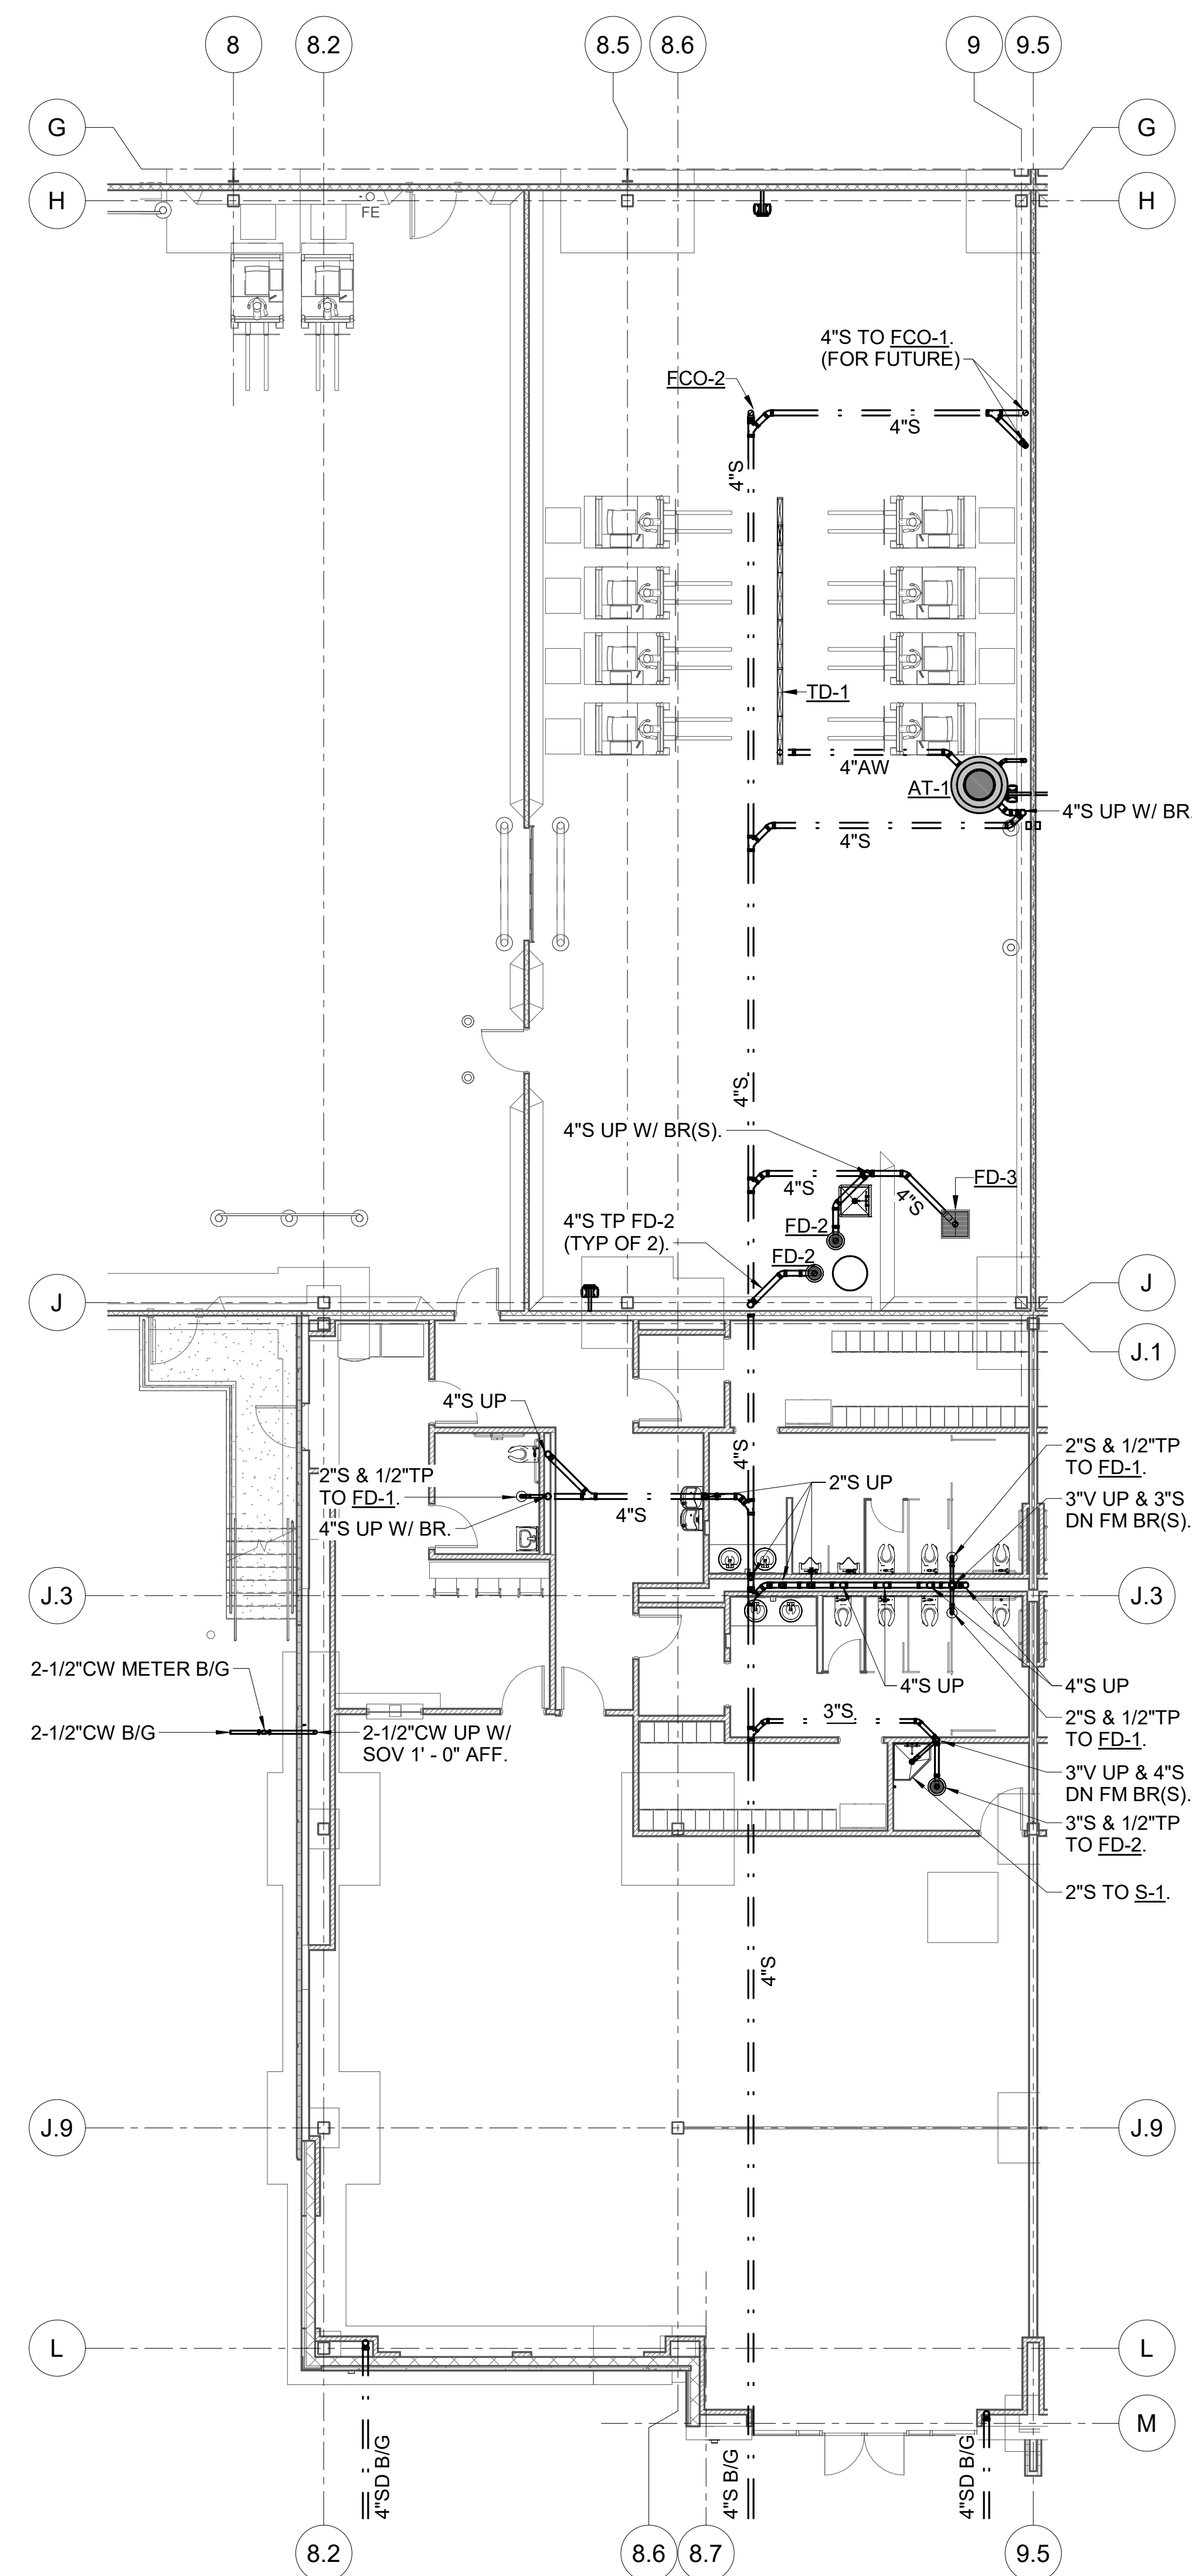 8
8.2
8.5
8.6
9
9.5
G
G
H
H
FE
4"S TO FCO-1.
(FOR FUTURE)
FCO-2
4"S
4"S
TD-1
4"AW
AT-1
4"S UP W/ BR.
4"S
4"S
4"S UP W/ BR(S).
4"S
4"S
FD-3
FD-2
4"S TP FD-2
(TYP OF 2).
FD-2
J
J
J.1
4"S UP
4"S
2"S & 1/2"TP
TO FD-1.
4"S UP W/ BR.
4"S
2"S UP
2"S & 1/2"TP
TO FD-1.
3"V UP & 3"S
DN FM BR(S).
J.3
J.3
2-1/2"CW METER B/G
2-1/2"CW B/G
2-1/2"CW UP W/
SOV 1' - 0" AFF.
4"S UP
4"S UP
3"S
2"S & 1/2"TP
TO FD-1.
3"V UP & 4"S
DN FM BR(S).
3"S & 1/2"TP
TO FD-2.
2"S TO S-1.
4"S
J.9
J.9
L
L
M
4"SD B/G
4"S B/G
4"SD B/G
8.2
8.6
8.7
9.5